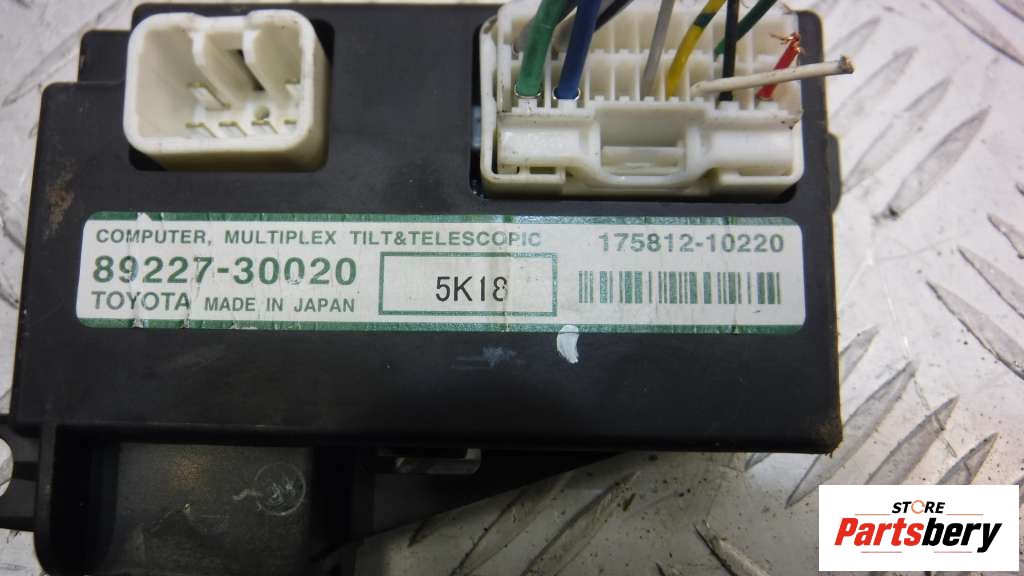 COMPUTER, MULTIPLEX TILT&TELESCOPIC 175812-10220
89227-30020
5K18
TOYOTA MADE IN JAPAN
STORE
Partsbery